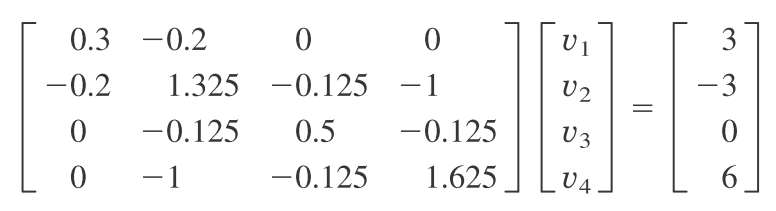 0.3 −0.2 0 0 v1 3
−0.2 1.325 −0.125 −1 v2 −3
0 −0.125 0.5 −0.125 v3 = 0
0 −1 −0.125 1.625 v4 6